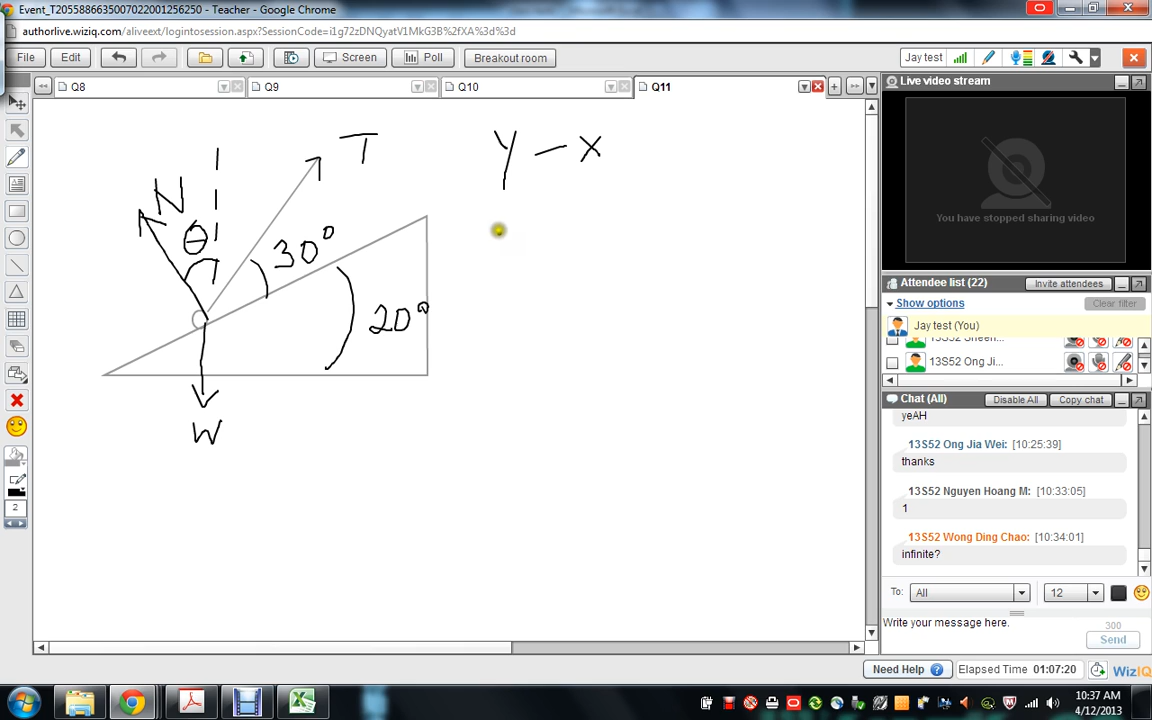 Event_T2055886635007022001256250 - Teacher - Google Chrome
authorlive.wiziq.com/aliveext/logintosession.aspx?SessionCode=i1g72zDNQyatV1MkG3B%2fXA%3d%3d
File Edit Screen Poll Breakout room Jay test
Q8 Q9 Q10 Q11
T
N
θ
30°
20°
W
Y — X
Live video stream
You have stopped sharing video
Attendee list (22) Invite attendees
Show options Clear filter
Jay test (You)
13S52 Ong Ji...
Chat (All) Disable All Copy chat
yeAH
13S52 Ong Jia Wei: [10:25:39]
thanks
13S52 Nguyen Hoang M: [10:33:05]
1
13S52 Wong Ding Chao: [10:34:01]
infinite?
To: All 12
Write your message here.
300
Send
2
Need Help ? Elapsed Time 01:07:20 WizIQ
10:37 AM
4/12/2013